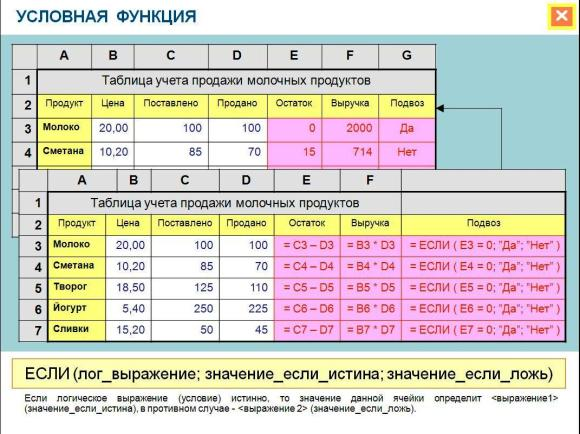 УСЛОВНАЯ ФУНКЦИЯ
A B C D E F G
1 Таблица учета продажи молочных продуктов
2 Продукт Цена Поставлено Продано Остаток Выручка Подвоз
3 Молоко 20,00 100 100 0 2000 Да
4 Сметана 10,20 85 70 15 714 Нет
A B C D E F
1 Таблица учета продажи молочных продуктов
2 Продукт Цена Поставлено Продано Остаток Выручка Подвоз
3 Молоко 20,00 100 100 = C3 – D3 = B3 * D3 = ЕСЛИ ( E3 = 0; "Да"; "Нет" )
4 Сметана 10,20 85 70 = C4 – D4 = B4 * D4 = ЕСЛИ ( E4 = 0; "Да"; "Нет" )
5 Творог 18,50 125 110 = C5 – D5 = B5 * D5 = ЕСЛИ ( E5 = 0; "Да"; "Нет" )
6 Йогурт 5,40 250 225 = C6 – D6 = B6 * D6 = ЕСЛИ ( E6 = 0; "Да"; "Нет" )
7 Сливки 15,20 50 45 = C7 – D7 = B7 * D7 = ЕСЛИ ( E7 = 0; "Да"; "Нет" )
ЕСЛИ (лог_выражение; значение_если_истина; значение_если_ложь)
Если логическое выражение (условие) истинно, то значение данной ячейки определит <выражение1>
(значение_если_истина), в противном случае - <выражение 2> (значение_если_ложь).